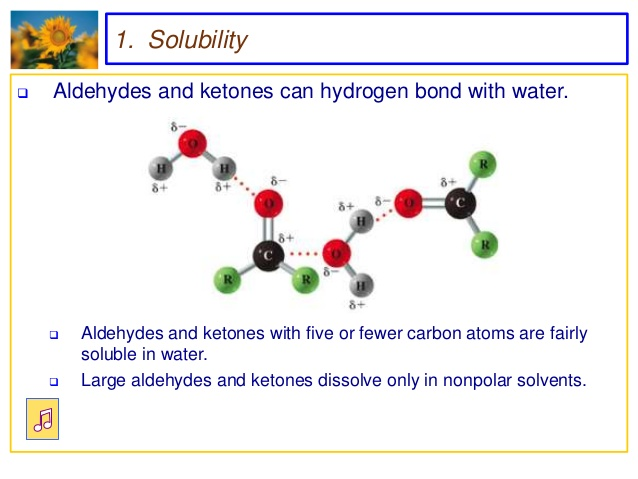 1. Solubility
Aldehydes and ketones can hydrogen bond with water.
δ−
O
H
H
δ+
δ+
δ−
O
δ+
C
R
R
δ+
H
O
δ−
H
δ+
δ−
O
δ+
C
R
R
Aldehydes and ketones with five or fewer carbon atoms are fairly
soluble in water.
Large aldehydes and ketones dissolve only in nonpolar solvents.